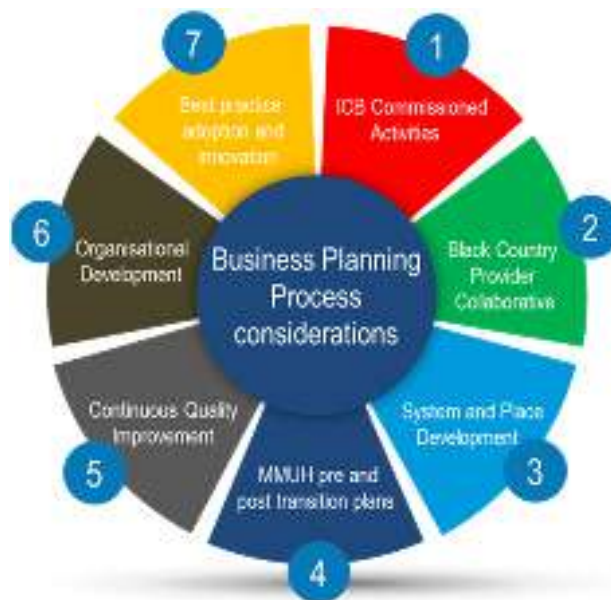 Business Planning
Process
considerations
1
ICB Commissioned
Activities
2
Black Country
Provider
Collaborative
3
System and Place
Development
4
MMUH pre and
post transition plans
5
Continuous Quality
Improvement
6
Organisational
Development
7
Best practice
adoption and
innovation